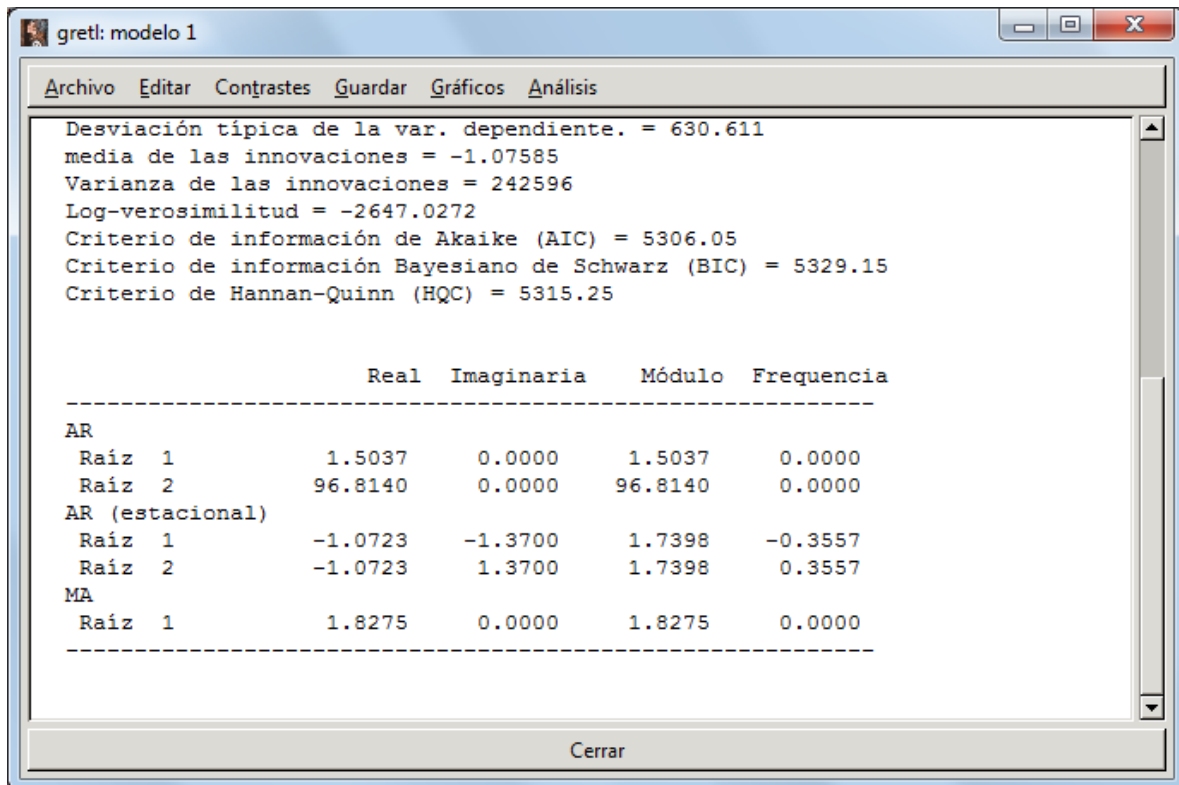 gretl: modelo 1
Archivo Editar Contrastes Guardar Gráficos Análisis
Desviación típica de la var. dependiente. = 630.611
media de las innovaciones = -1.07585
Varianza de las innovaciones = 242596
Log-verosimilitud = -2647.0272
Criterio de información de Akaike (AIC) = 5306.05
Criterio de información Bayesiano de Schwarz (BIC) = 5329.15
Criterio de Hannan-Quinn (HQC) = 5315.25
Real Imaginaria Módulo Frequencia
-----------------------------------------------------------
AR
Raíz 1 1.5037 0.0000 1.5037 0.0000
Raíz 2 96.8140 0.0000 96.8140 0.0000
AR (estacional)
Raíz 1 -1.0723 -1.3700 1.7398 -0.3557
Raíz 2 -1.0723 1.3700 1.7398 0.3557
MA
Raíz 1 1.8275 0.0000 1.8275 0.0000
-----------------------------------------------------------
Cerrar